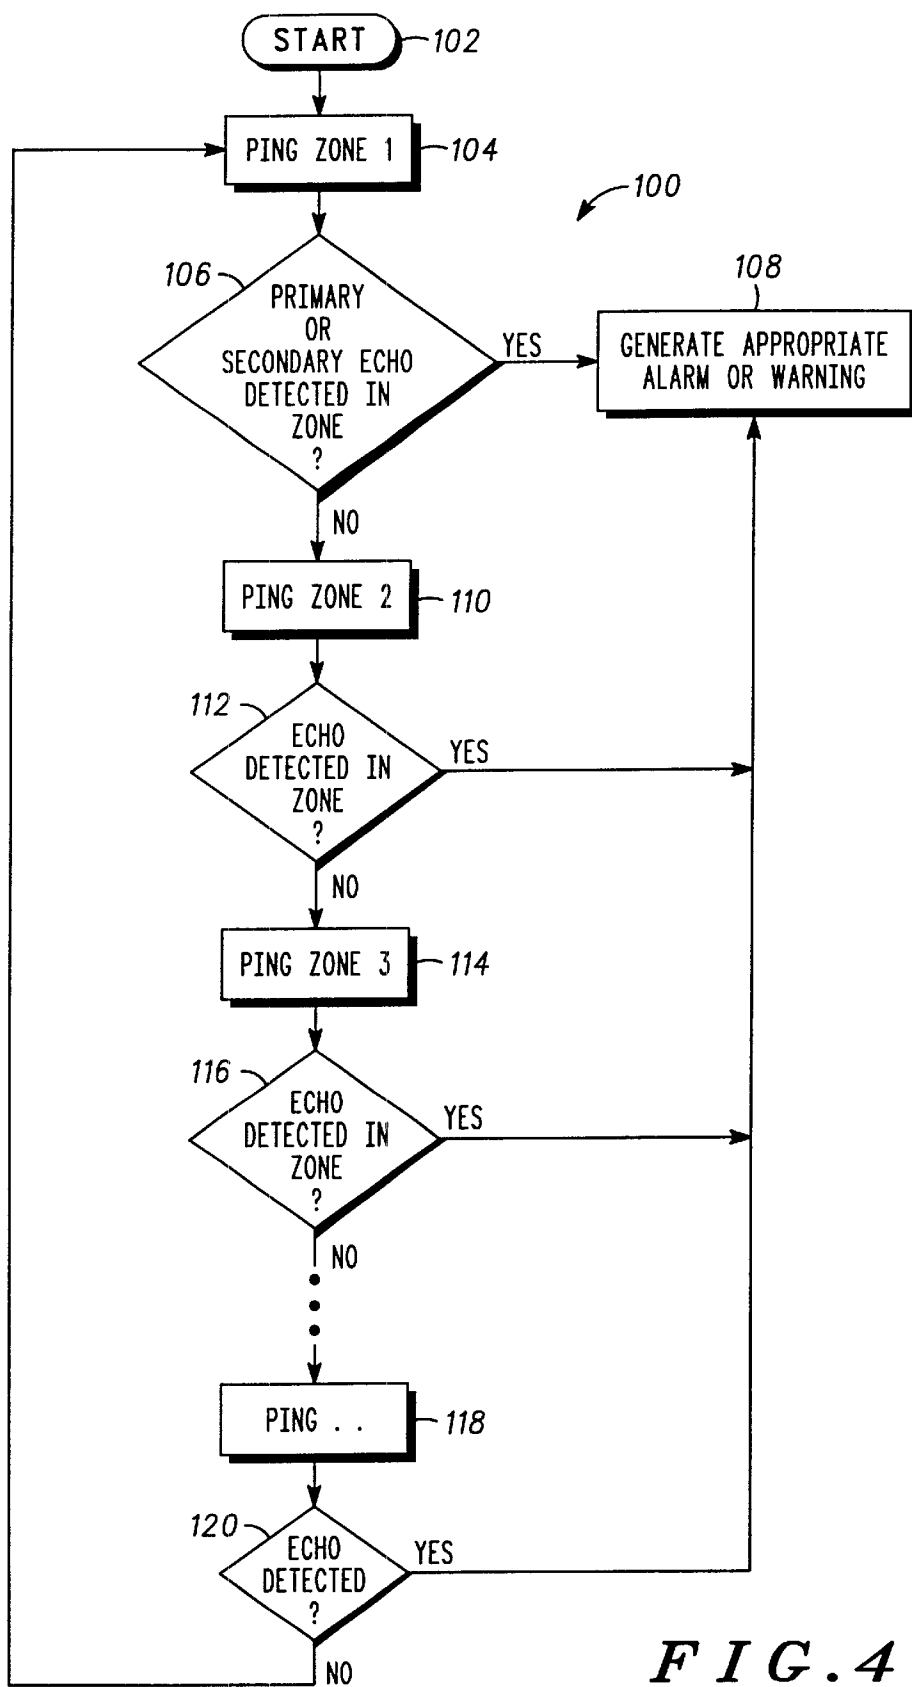 START
102
PING ZONE 1
104
100
106
PRIMARY
OR
SECONDARY ECHO
DETECTED IN
ZONE
?
YES
108
GENERATE APPROPRIATE
ALARM OR WARNING
NO
PING ZONE 2
110
112
ECHO
DETECTED IN
ZONE
?
YES
NO
PING ZONE 3
114
116
ECHO
DETECTED IN
ZONE
?
YES
NO
PING . .
118
120
ECHO
DETECTED
?
YES
NO
FIG.4